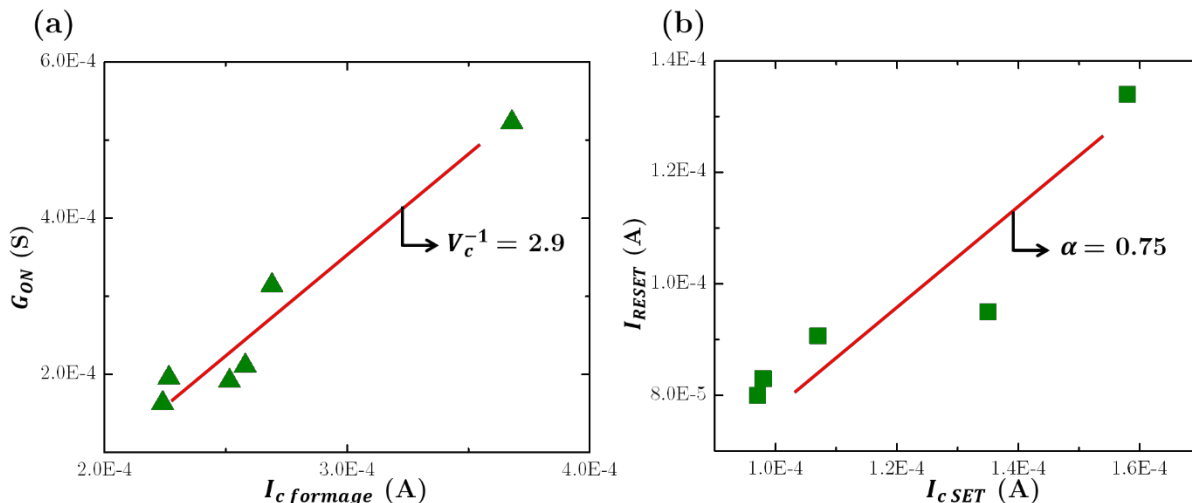 (a)
6.0E-4
4.0E-4
2.0E-4
G_ON (S)
V_c^{-1} = 2.9
2.0E-4 3.0E-4 4.0E-4
I_{c formage} (A)
(b)
1.4E-4
1.2E-4
1.0E-4
8.0E-5
I_RESET (A)
α = 0.75
1.0E-4 1.2E-4 1.4E-4 1.6E-4
I_{c SET} (A)